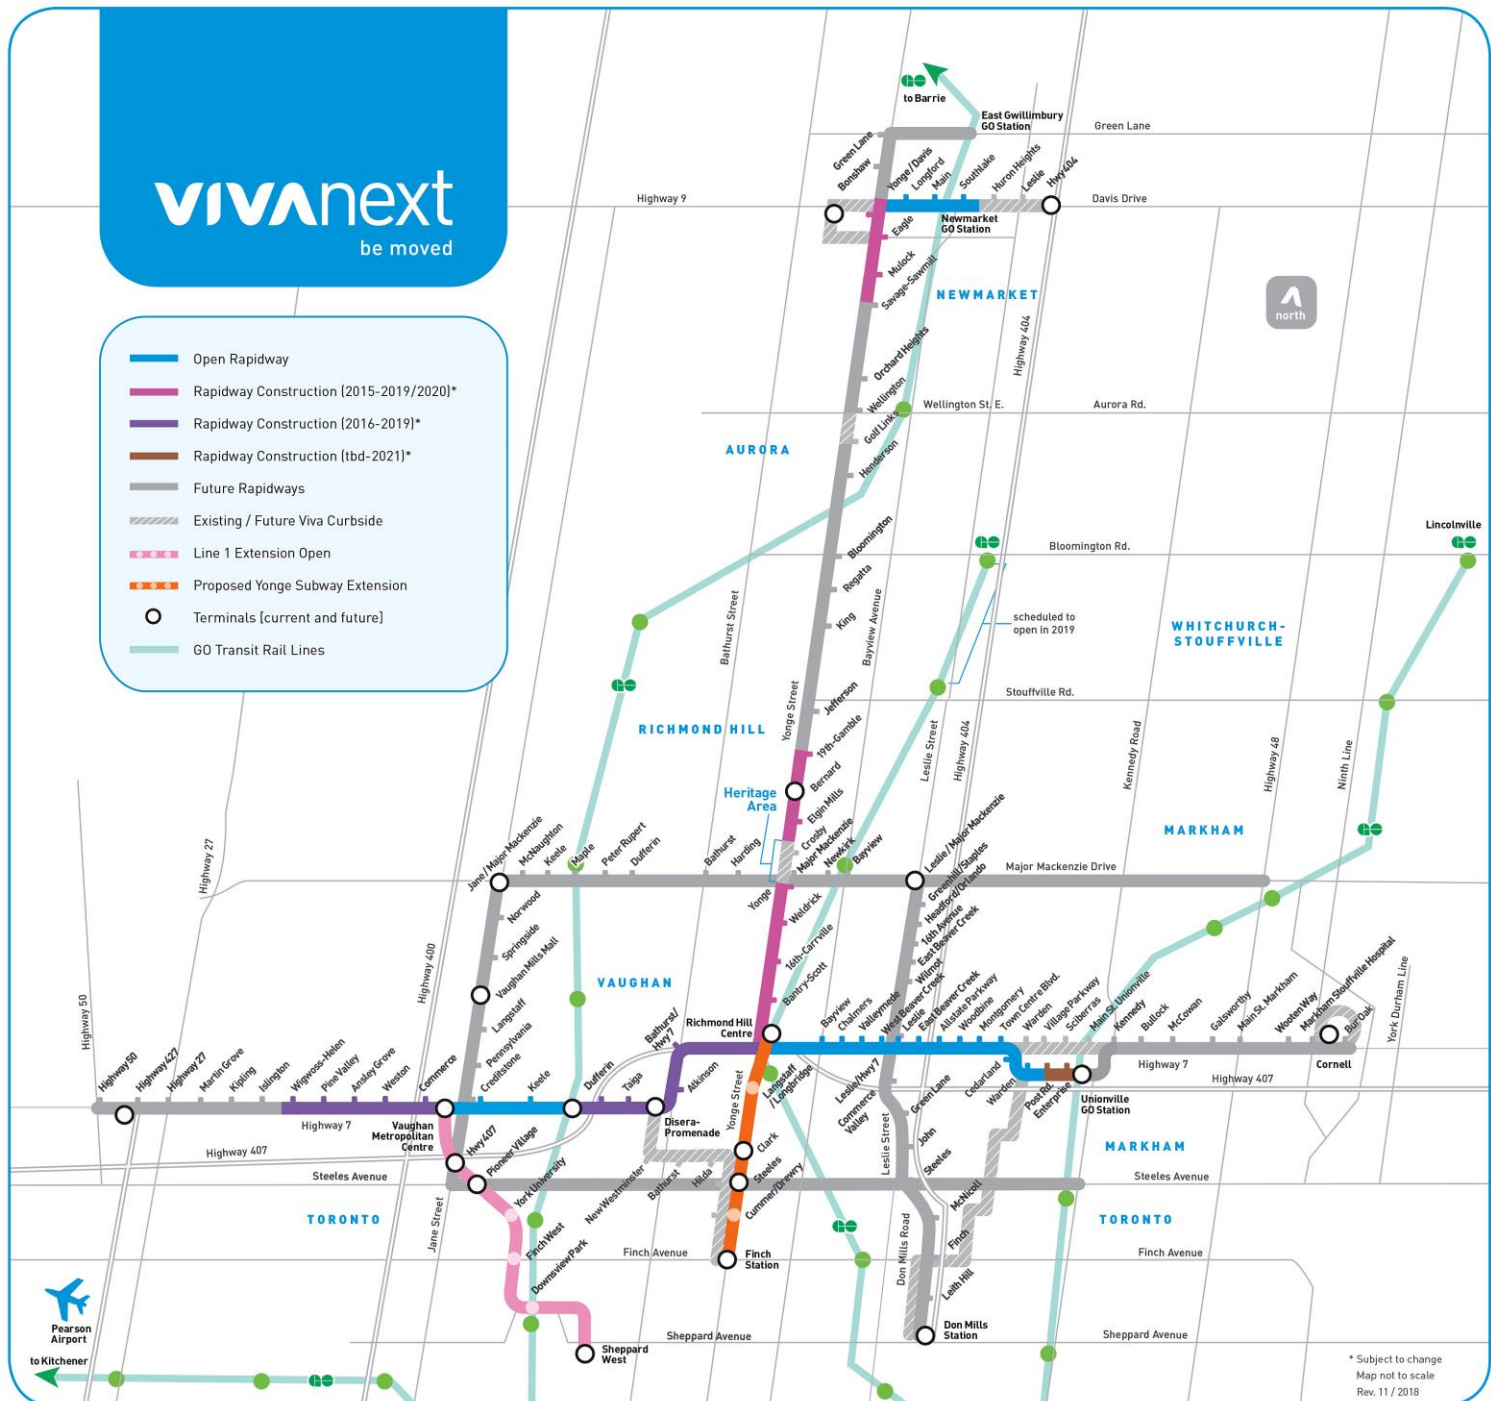 vivanext
be moved
Open Rapidway
Rapidway Construction (2015-2019/2020)*
Rapidway Construction (2016-2019)*
Rapidway Construction (tbd-2021)*
Future Rapidways
Existing / Future Viva Curbside
Line 1 Extension Open
Proposed Yonge Subway Extension
Terminals [current and future]
GO Transit Rail Lines
to Barrie
East Gwillimbury
GO Station
Green Lane
Green Lane
Bonshaw
Yonge/Davis
Longford
Main
Southlake
Huron Heights
Leslie
Hwy 404
Highway 9
Davis Drive
Newmarket
GO Station
Eagle
Mulock
Savage-Sawmill
NEWMARKET
north
Highway 404
Orchard Heights
Wellington
Wellington St. E.
Aurora Rd.
Golf Links
AURORA
Henderson
Bloomington
Bloomington Rd.
Lincolnville
Regatta
King
Bathurst Street
Bayview Avenue
scheduled to
open in 2019
WHITCHURCH-
STOUFFVILLE
Stouffville Rd.
Jefferson
Yonge Street
RICHMOND HILL
19th-Gamble
Leslie Street
Highway 404
Kennedy Road
Highway 48
Ninth Line
Bernard
Heritage
Area
Elgin Mills
Crosby
Major Mackenzie
Newkirk
Bayview
MARKHAM
Highway 27
Jane/Major Mackenzie
McNaughton
Keele
Maple
Peter Rupert
Dufferin
Bathurst
Harding
Leslie/Major Mackenzie
Major Mackenzie Drive
Yonge
Greenhill/Staples
Headford/Orlando
16th Avenue
East Beaver Creek
Wilmot
Norwood
Springside
Vaughan Mills Mall
Langstaff
Pennsylvania
Creditstone
Weldrick
16th-Carrville
Bantry-Scott
Highway 400
Highway 50
VAUGHAN
Bathurst/
Hwy 7
Richmond Hill
Centre
Bayview
Chalmers
Valleymede
West Beaver Creek
Leslie
East Beaver Creek
Allstate Parkway
Woodbine
Montgomery
Town Centre Blvd.
Warden
Village Parkway
Sciberras
Main St. Unionville
Kennedy
Bullock
McCowan
Galsworthy
Main St. Markham
Wooten Way
Markham Stouffville Hospital
Bur Oak
York Durham Line
Cornell
Highway 7
Highway 407
Highway 50
Highway 427
Highway 27
Martin Grove
Kipling
Islington
Wigwoss-Helen
Pine Valley
Ansley Grove
Weston
Commerce
Keele
Dufferin
Taiga
Atkinson
Disera-
Promenade
Yonge Street
Langstaff
/Longbridge
Leslie/Hwy 7
Commerce
Valley
Green Lane
John
Steeles
Cedarland
Warden
Post Rd.
Enterprise
Unionville
GO Station
Highway 7
Vaughan
Metropolitan
Centre
Highway 407
Hwy 407
Pioneer Village
York University
Finch West
Downsview Park
Sheppard
West
Steeles Avenue
New Westminster
Bathurst
Hilda
Clark
Steeles
Cummer/Drewry
Leslie Street
McNicoll
Finch
Leith Hill
MARKHAM
Steeles Avenue
TORONTO
Jane Street
TORONTO
Finch Avenue
Finch
Station
Don Mills Road
Finch Avenue
Don Mills
Station
Sheppard Avenue
Sheppard Avenue
Pearson
Airport
to Kitchener
* Subject to change
Map not to scale
Rev. 11 / 2018